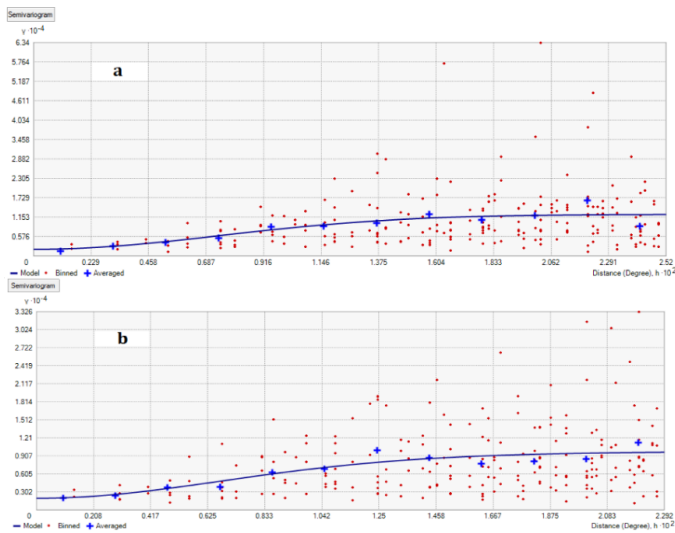 Semivariogram
γ ·10⁻⁴
6.34
5.764
5.187
4.611
4.034
3.458
2.882
2.305
1.729
1.153
0.576
a
0 0.229 0.458 0.687 0.916 1.146 1.375 1.604 1.833 2.062 2.291 2.52
Distance (Degree), h ·10²
Model Binned Averaged
Semivariogram
γ ·10⁻⁴
3.326
3.024
2.722
2.419
2.117
1.814
1.512
1.21
0.907
0.605
0.302
b
0 0.208 0.417 0.625 0.833 1.042 1.25 1.458 1.667 1.875 2.083 2.292
Distance (Degree), h ·10²
Model Binned Averaged